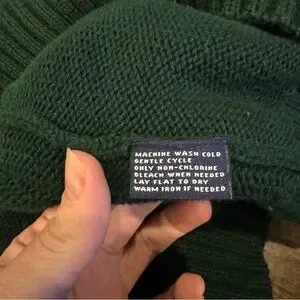 MACHINE WASH COLD
GENTLE CYCLE
ONLY NON-CHLORINE
BLEACH WHEN NEEDED
LAY FLAT TO DRY
WARM IRON IF NEEDED